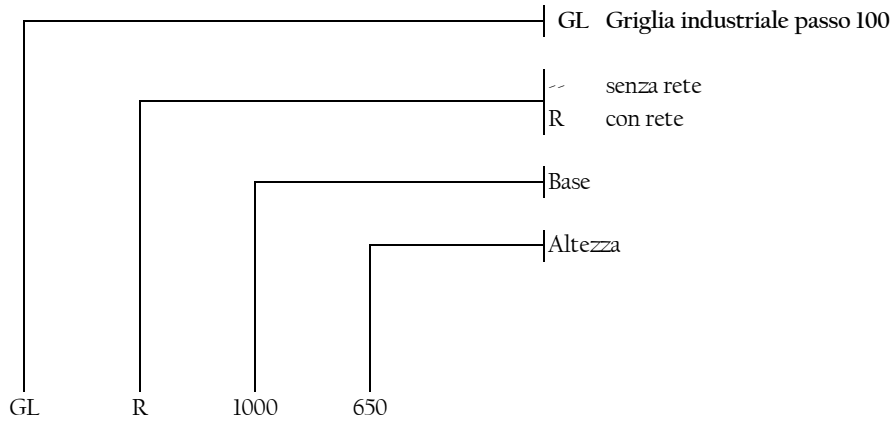 GL Griglia industriale passo 100
-- senza rete
R con rete
Base
Altezza
GL R 1000 650